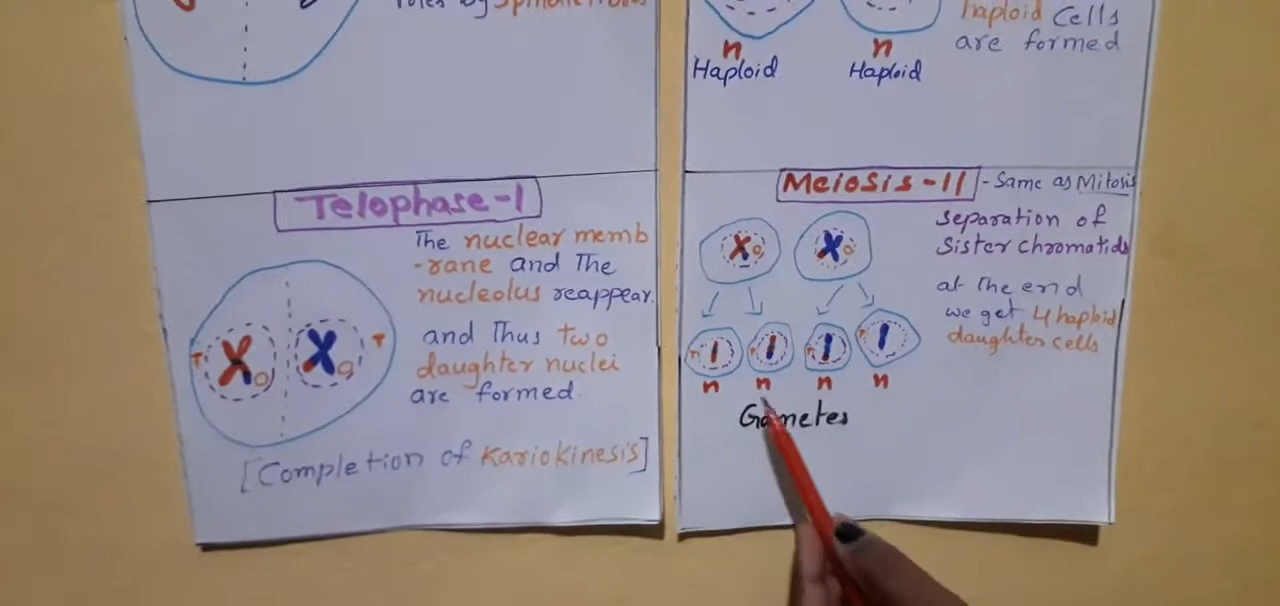 haploid Cells
are formed
n n
Haploid Haploid
Telophase-I
The nuclear memb
-rane and The
nucleolus reappear.
and Thus two
daughter nuclei
are formed.
[Completion of Kariokinesis]
Meiosis-II - Same as Mitosis
separation of
Sister chromatids
at the end
we get 4 haploid
daughter cells
n n n n
Gametes